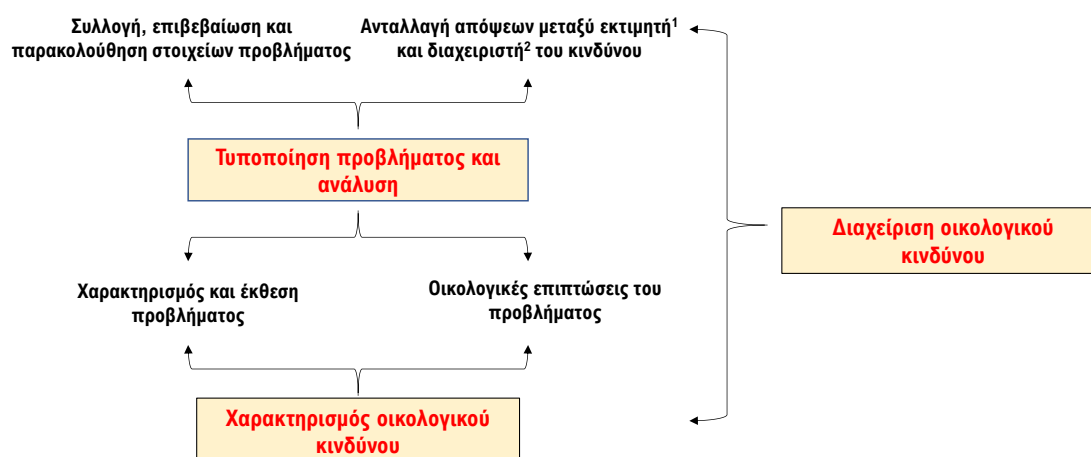 Συλλογή, επιβεβαίωση και
παρακολούθηση στοιχείων προβλήματος
Ανταλλαγή απόψεων μεταξύ εκτιμητή¹
και διαχειριστή² του κινδύνου
Τυποποίηση προβλήματος και
ανάλυση
Διαχείριση οικολογικού
κινδύνου
Χαρακτηρισμός και έκθεση
προβλήματος
Οικολογικές επιπτώσεις του
προβλήματος
Χαρακτηρισμός οικολογικού
κινδύνου